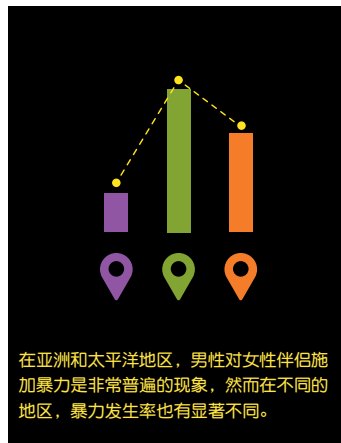 在亚洲和太平洋地区，男性对女性伴侣施
加暴力是非常普遍的现象，然而在不同的
地区，暴力发生率也有显著不同。